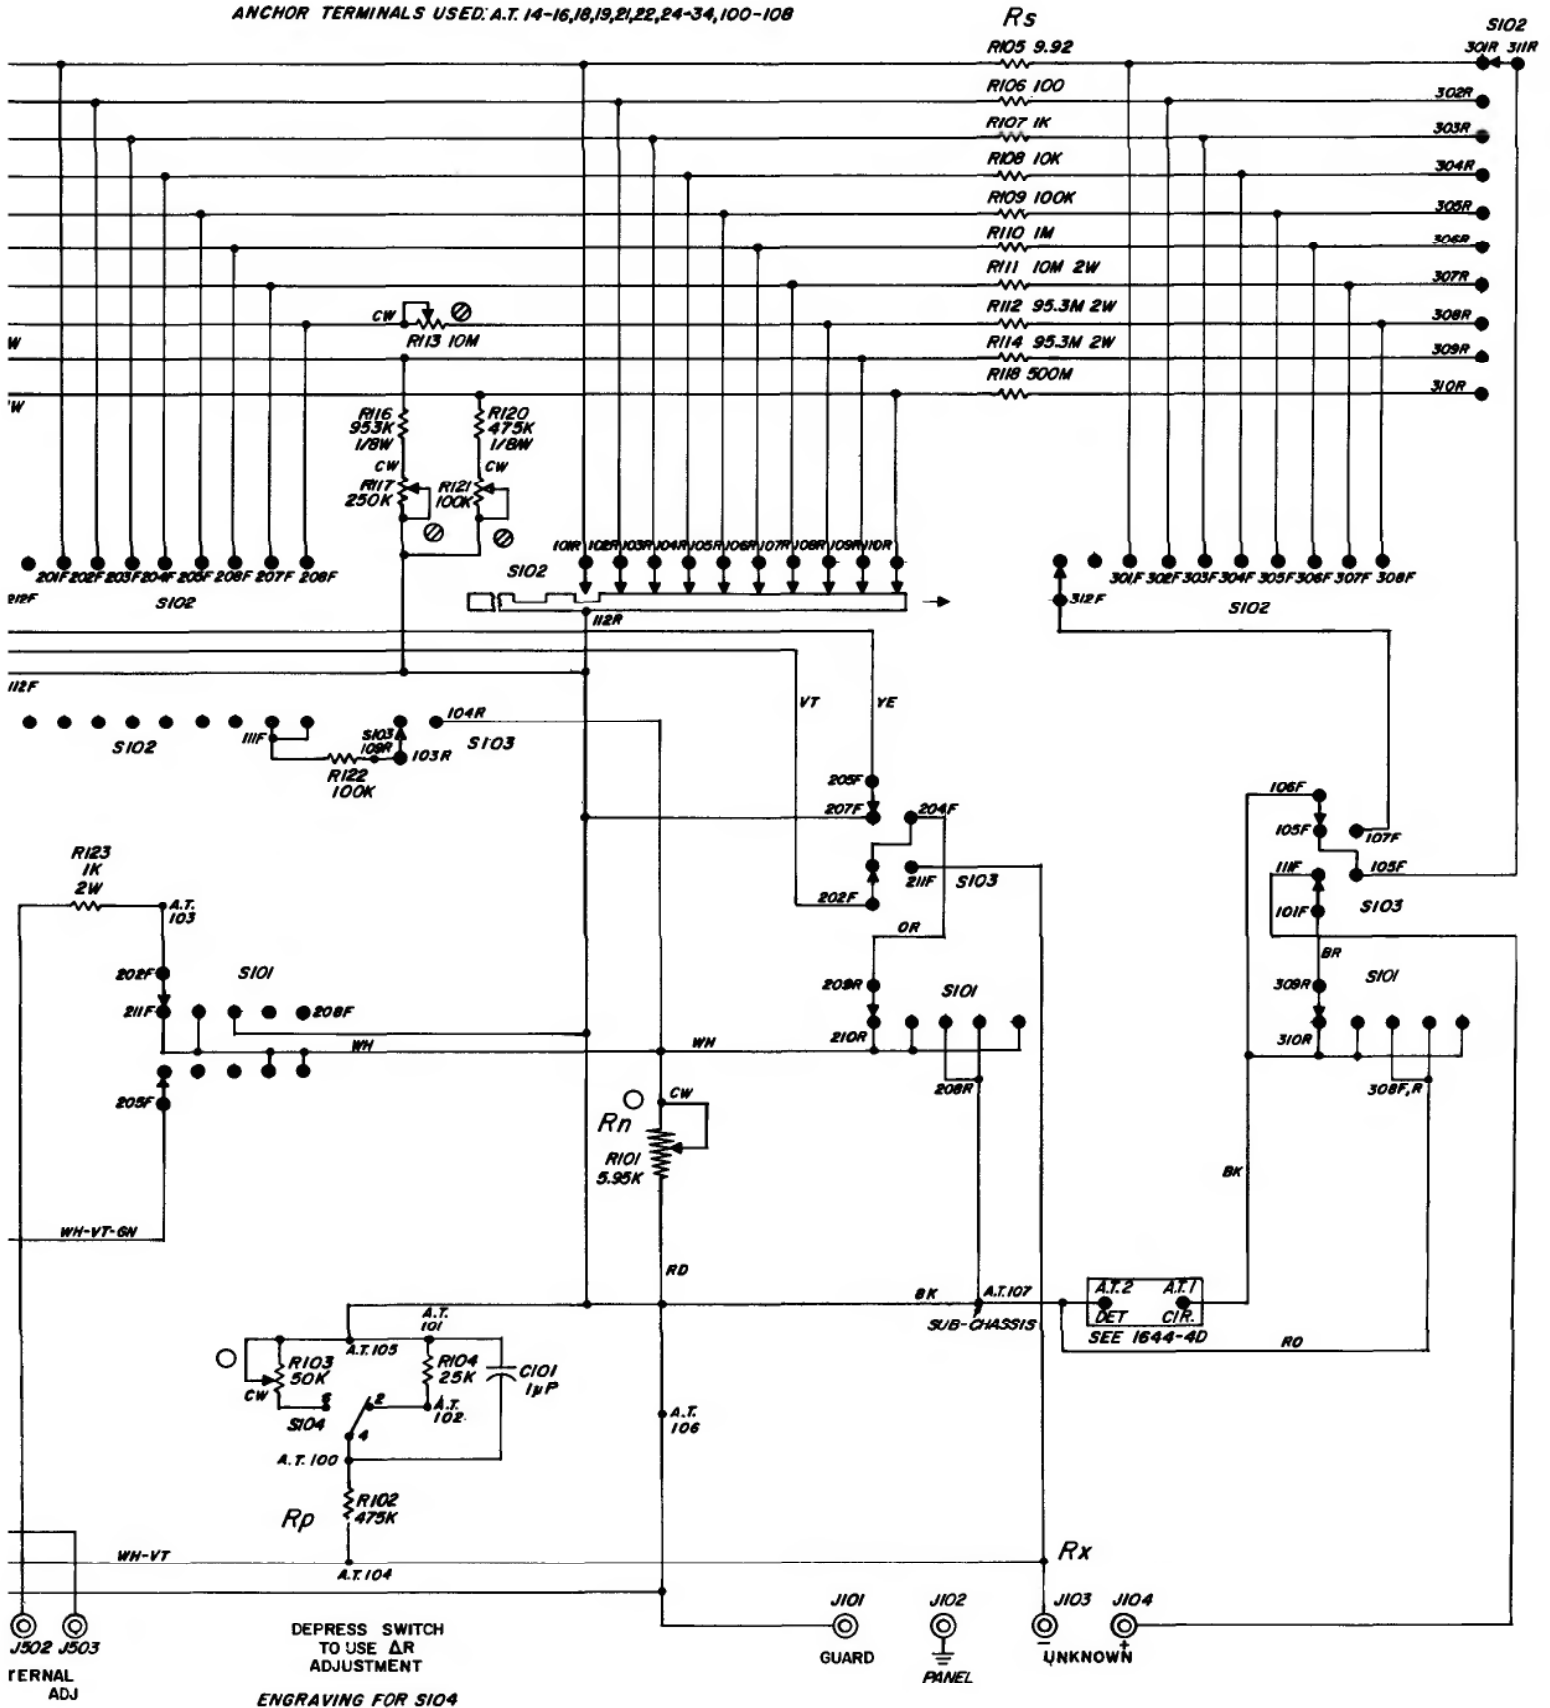 ANCHOR TERMINALS USED: A.T. 14-16,18,19,21,22,24-34,100-108
Rs
S102
R105 9.92
301R 311R
R106 100
302R
R107 1K
303R
R108 10K
304R
R109 100K
305R
R110 1M
306R
R111 10M 2W
307R
CW
R113 10M
R112 95.3M 2W
308R
W
R114 95.3M 2W
309R
R118 500M
310R
W
R116
953K
1/8W
R120
475K
1/8W
CW
CW
R117
250K
R121
100K
101R 102R 103R 104R 105R 106R 107R 108R 109R 110R
S102
201F 202F 203F 204F 205F 206F 207F 208F
301F 302F 303F 304F 305F 306F 307F 308F
212F
S102
312F
S102
112R
112F
VT
YE
104R
S102
111F
S103
109R
103R
S103
R122
100K
205F
207F
204F
106F
105F
107F
R123
1K
2W
211F
S103
111F
105F
202F
101F
S103
A.T.
103
OR
BR
202F
S101
209R
S101
309R
S101
211F
208F
210R
310R
WH
WH
208R
308F,R
205F
CW
Rn
R101
5.95K
BK
WH-VT-GN
RD
BK
A.T.107
A.T.2
A.T.1
DET
CIR.
SUB-CHASSIS
SEE 1644-4D
RO
A.T.
101
A.T.105
R103
50K
R104
25K
C101
1µF
CW
6
2
S104
A.T.
102
4
A.T.
106
A.T.100
R102
475K
Rp
WH-VT
A.T.104
Rx
J101
J102
J103
J104
J502 J503
GUARD
PANEL
−
+
UNKNOWN
TERNAL
ADJ
DEPRESS SWITCH
TO USE ΔR
ADJUSTMENT
ENGRAVING FOR S104